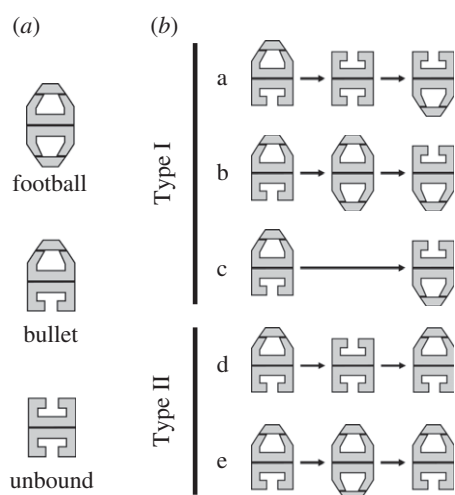 (a)
football
bullet
unbound
(b)
Type I
a
b
c
Type II
d
e